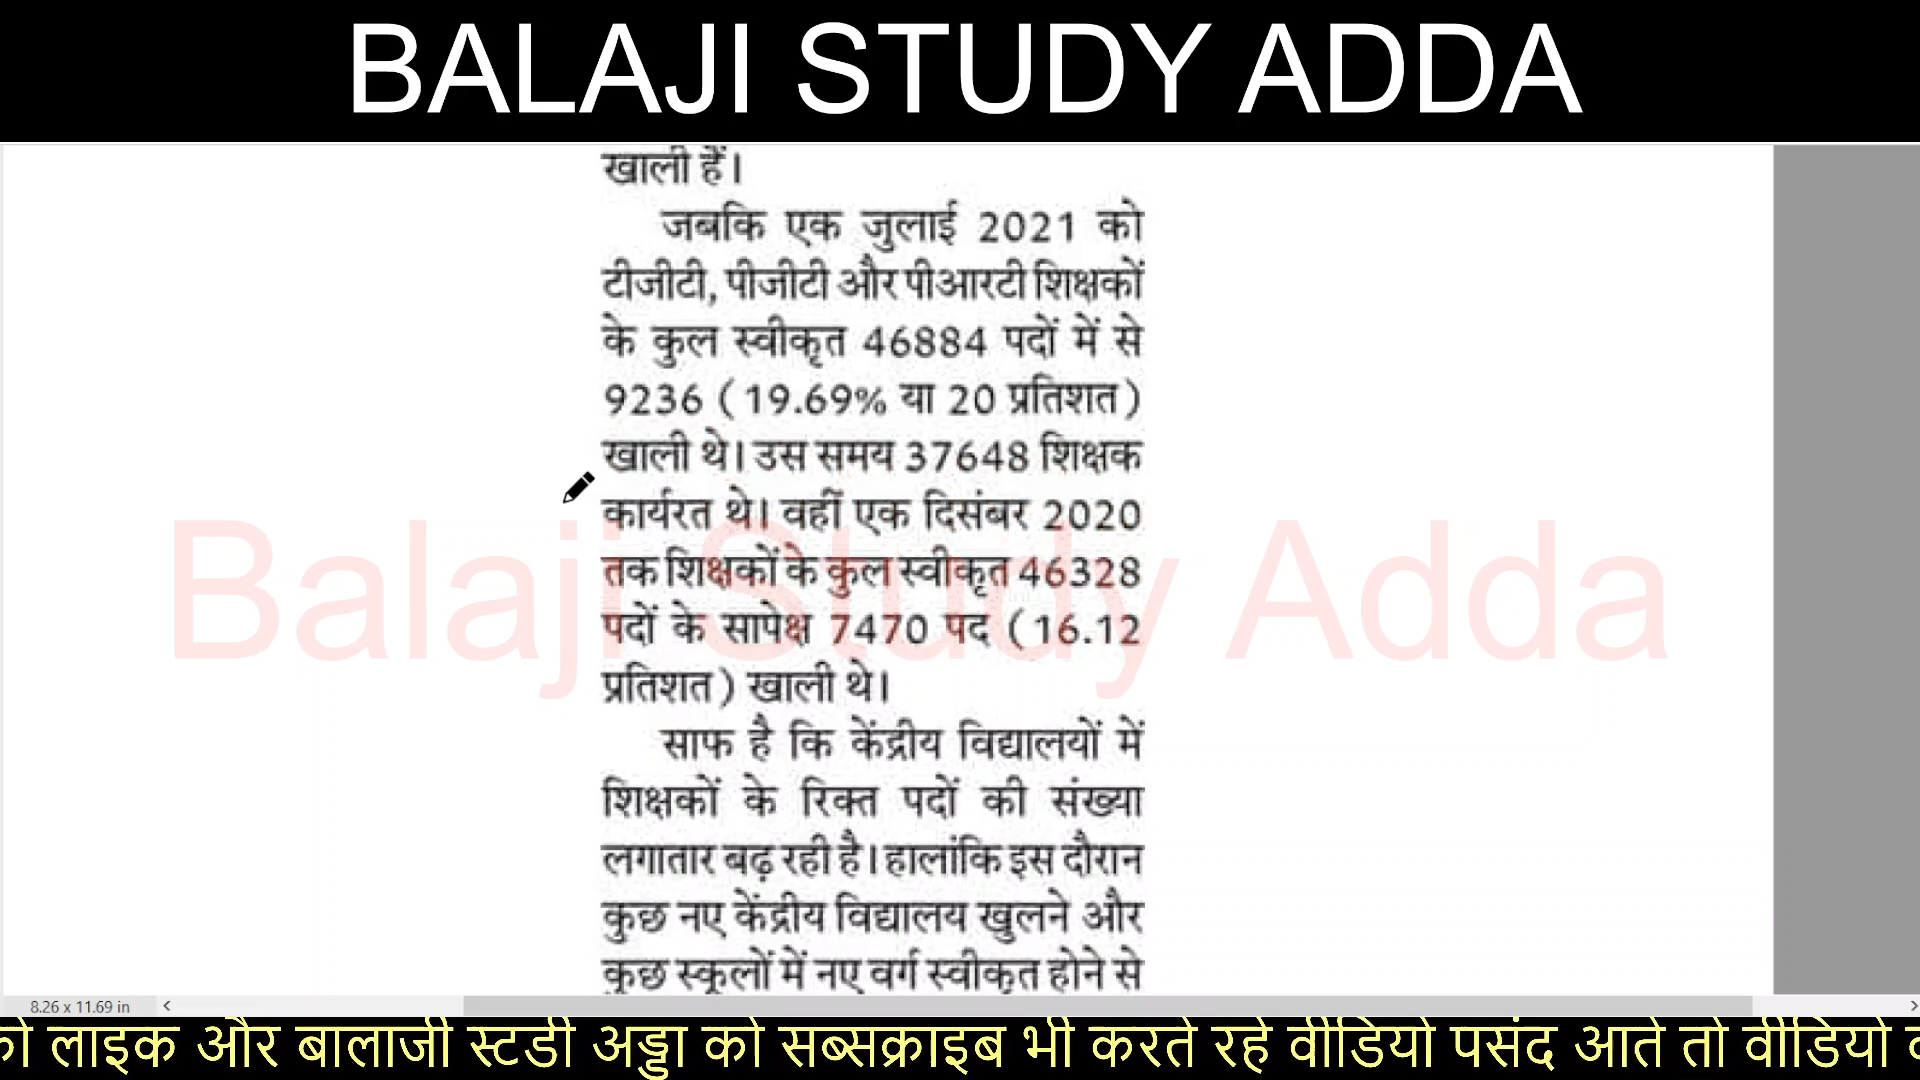 BALAJI STUDY ADDA
खाली हैं।
जबकि एक जुलाई 2021 को
टीजीटी, पीजीटी और पीआरटी शिक्षकों
के कुल स्वीकृत 46884 पदों में से
9236 (19.69% या 20 प्रतिशत)
खाली थे। उस समय 37648 शिक्षक
कार्यरत थे। वहीं एक दिसंबर 2020
तक शिक्षकों के कुल स्वीकृत 46328
पदों के सापेक्ष 7470 पद (16.12
प्रतिशत) खाली थे।
साफ है कि केंद्रीय विद्यालयों में
शिक्षकों के रिक्त पदों की संख्या
लगातार बढ़ रही है। हालांकि इस दौरान
कुछ नए केंद्रीय विद्यालय खुलने और
कुछ स्कूलों में नए वर्ग स्वीकृत होने से
Balaji Study Adda
8.26 x 11.69 in
को लाइक और बालाजी स्टडी अड्डा को सब्सक्राइब भी करते रहे वीडियो पसंद आते तो वीडियो